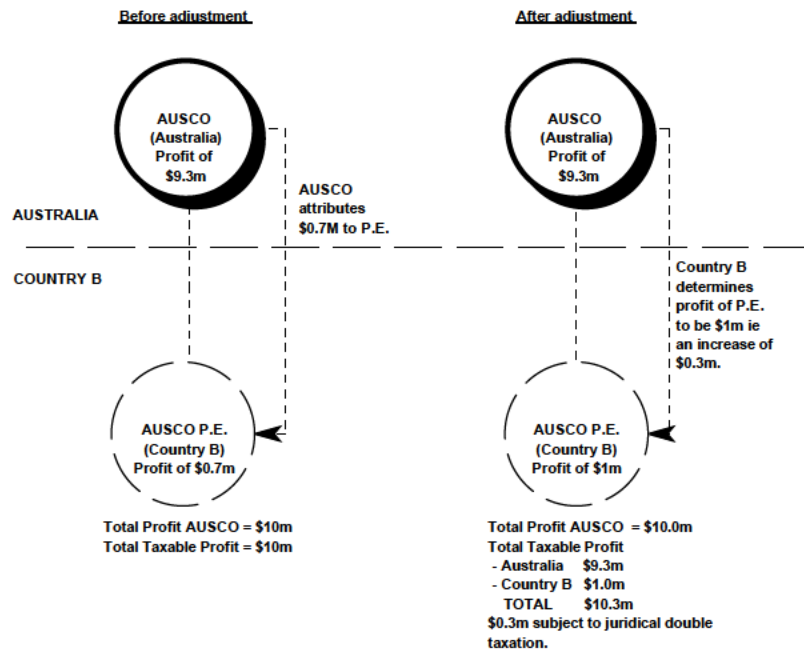 Before adjustment
After adjustment
AUSCO
(Australia)
Profit of
$9.3m
AUSCO
(Australia)
Profit of
$9.3m
AUSCO
attributes
$0.7M to P.E.
AUSTRALIA
COUNTRY B
Country B
determines
profit of P.E.
to be $1m ie
an increase of
$0.3m.
AUSCO P.E.
(Country B)
Profit of $0.7m
AUSCO P.E.
(Country B)
Profit of $1m
Total Profit AUSCO = $10m
Total Taxable Profit = $10m
Total Profit AUSCO = $10.0m
Total Taxable Profit
- Australia $9.3m
- Country B $1.0m
TOTAL $10.3m
$0.3m subject to juridical double
taxation.